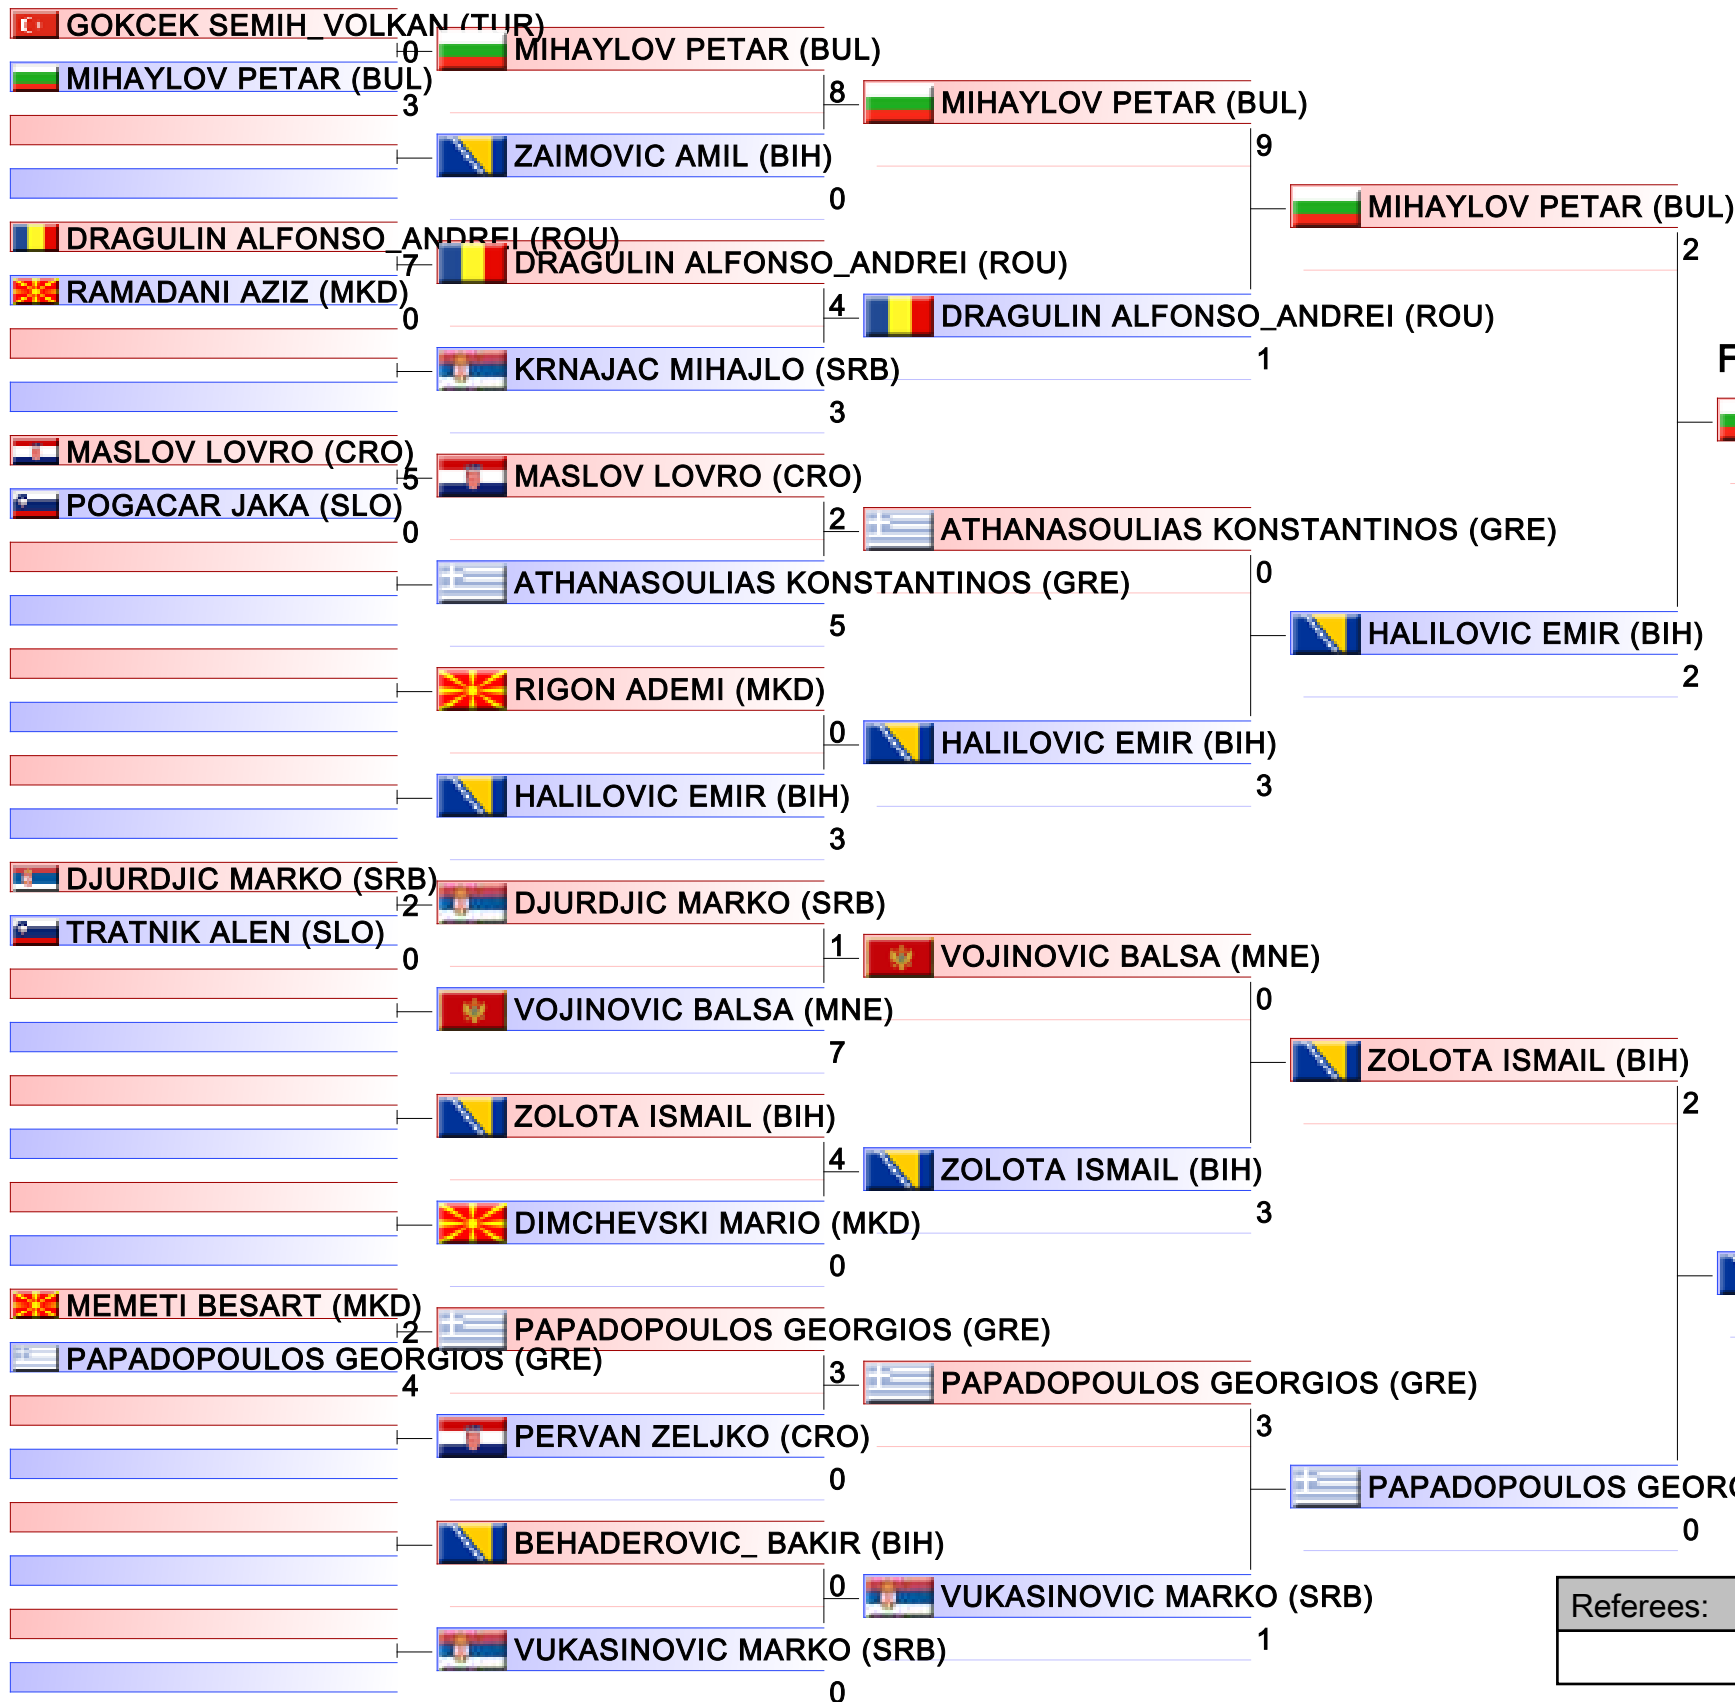 GOKCEK SEMIH_VOLKAN (TUR)
0
MIHAYLOV PETAR (BUL)
3
DRAGULIN ALFONSO_ANDREI (ROU)
7
RAMADANI AZIZ (MKD)
0
MASLOV LOVRO (CRO)
5
POGACAR JAKA (SLO)
0
DJURDJIC MARKO (SRB)
2
TRATNIK ALEN (SLO)
0
MEMETI BESART (MKD)
2
PAPADOPOULOS GEORGIOS (GRE)
4
MIHAYLOV PETAR (BUL)
8
ZAIMOVIC AMIL (BIH)
0
DRAGULIN ALFONSO_ANDREI (ROU)
4
KRNAJAC MIHAJLO (SRB)
3
MASLOV LOVRO (CRO)
2
ATHANASOULIAS KONSTANTINOS (GRE)
5
RIGON ADEMI (MKD)
0
HALILOVIC EMIR (BIH)
3
DJURDJIC MARKO (SRB)
1
VOJINOVIC BALSA (MNE)
7
ZOLOTA ISMAIL (BIH)
4
DIMCHEVSKI MARIO (MKD)
0
PAPADOPOULOS GEORGIOS (GRE)
3
PERVAN ZELJKO (CRO)
0
BEHADEROVIC_ BAKIR (BIH)
0
VUKASINOVIC MARKO (SRB)
0
MIHAYLOV PETAR (BUL)
9
DRAGULIN ALFONSO_ANDREI (ROU)
1
ATHANASOULIAS KONSTANTINOS (GRE)
0
HALILOVIC EMIR (BIH)
3
VOJINOVIC BALSA (MNE)
0
ZOLOTA ISMAIL (BIH)
3
PAPADOPOULOS GEORGIOS (GRE)
3
VUKASINOVIC MARKO (SRB)
1
MIHAYLOV PETAR (BUL)
2
HALILOVIC EMIR (BIH)
2
ZOLOTA ISMAIL (BIH)
2
PAPADOPOULOS
0
Referees: